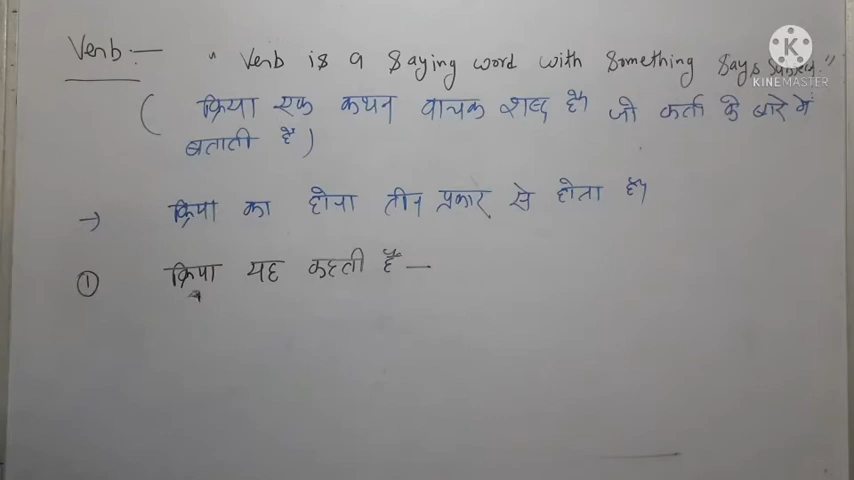 Verb :—
" Verb is a Saying word with Something Says
K
KINEMASTER
( क्रिया एक कथन वाचक शब्द है जो कर्ता के बारे में
बताती है )
→ क्रिया का होना तीन प्रकार से होता है
① क्रिया यह कहती है —